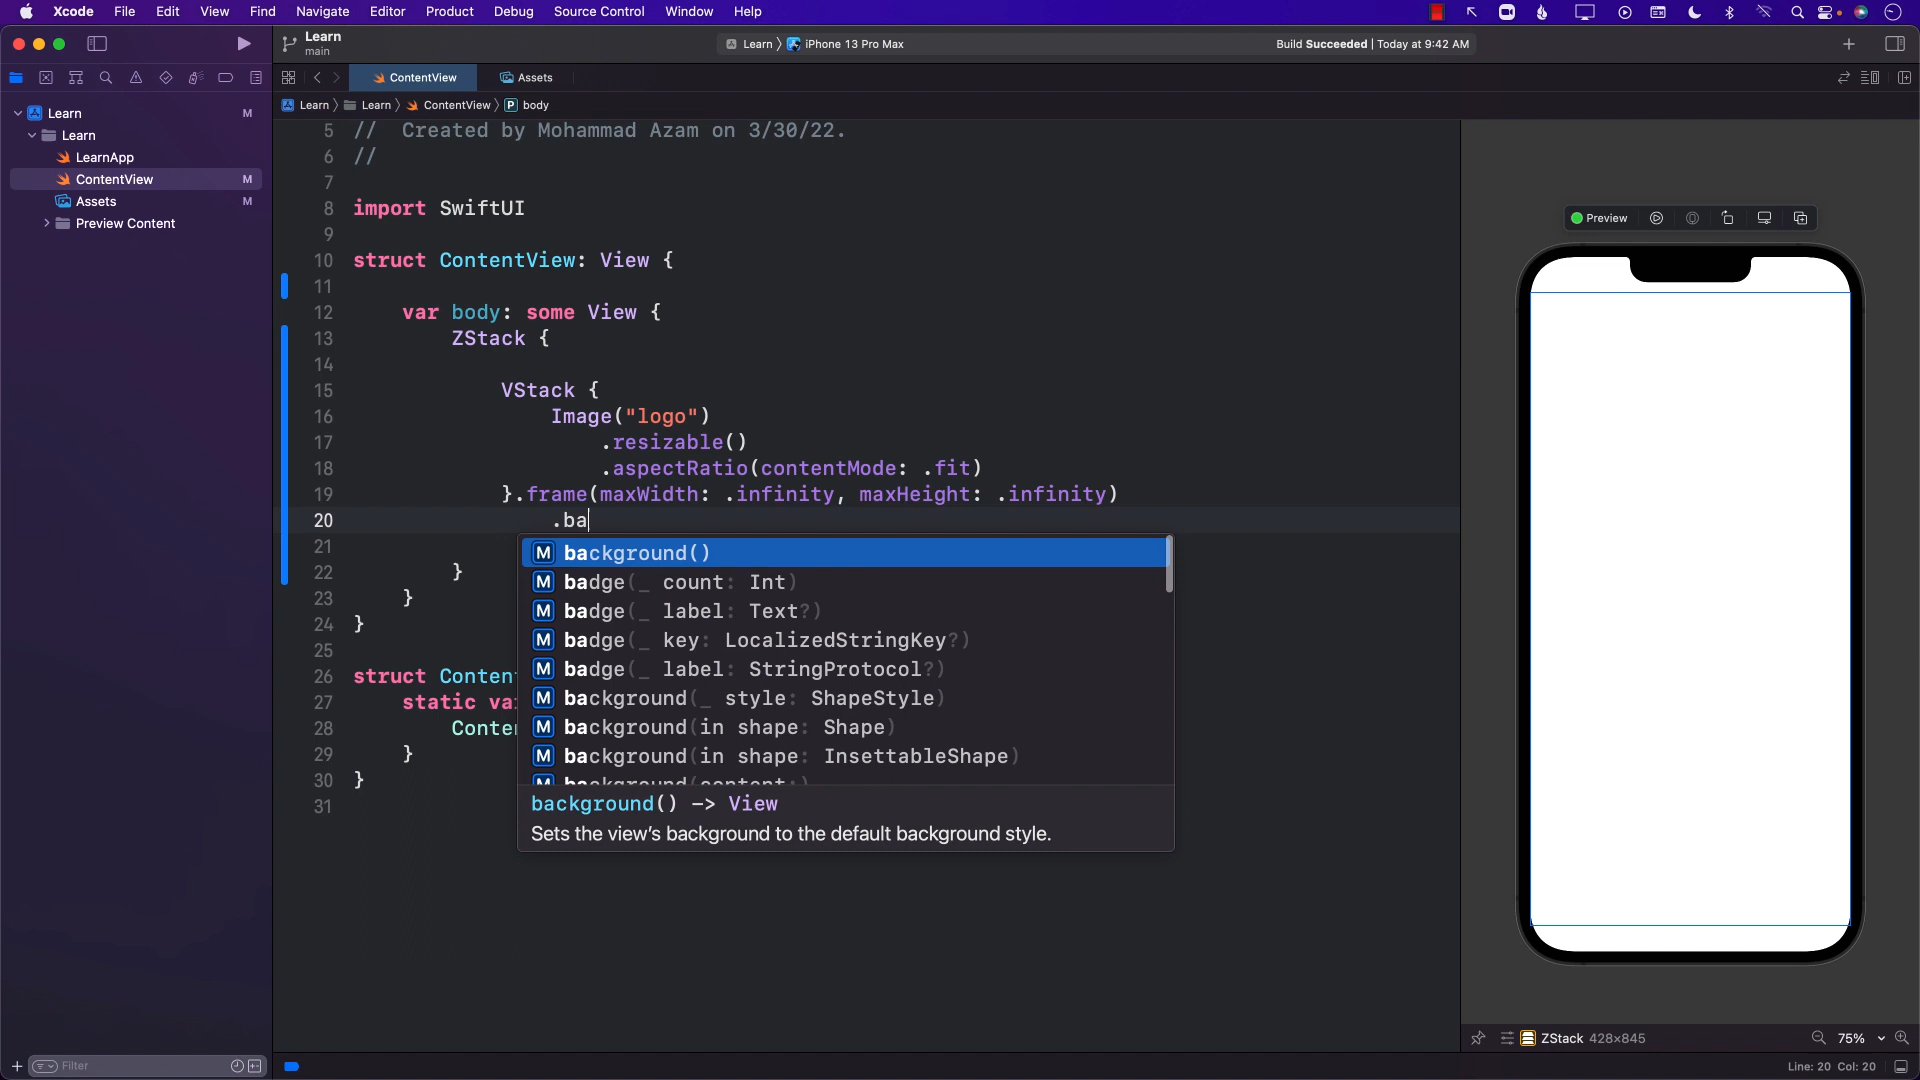 Xcode File Edit View Find Navigate Editor Product Debug Source Control Window Help
Learn
main
Learn iPhone 13 Pro Max
Build Succeeded | Today at 9:42 AM
ContentView Assets
Learn Learn ContentView P body
Learn M
Learn
LearnApp
ContentView M
Assets M
Preview Content
5 // Created by Mohammad Azam on 3/30/22.
6 //
7
8 import SwiftUI
9
10 struct ContentView: View {
11
12 var body: some View {
13 ZStack {
14
15 VStack {
16 Image("logo")
17 .resizable()
18 .aspectRatio(contentMode: .fit)
19 }.frame(maxWidth: .infinity, maxHeight: .infinity)
20 .ba
21
22 }
23 }
24 }
25
26 struct Conten
27 static va
28 Conte
29 }
30 }
31
M background()
M badge(_ count: Int)
M badge(_ label: Text?)
M badge(_ key: LocalizedStringKey?)
M badge(_ label: StringProtocol?)
M background(_ style: ShapeStyle)
M background(in shape: Shape)
M background(in shape: InsettableShape)
M background(content:)
background() -> View
Sets the view's background to the default background style.
Preview
ZStack 428×845
75%
Filter
Line: 20 Col: 20